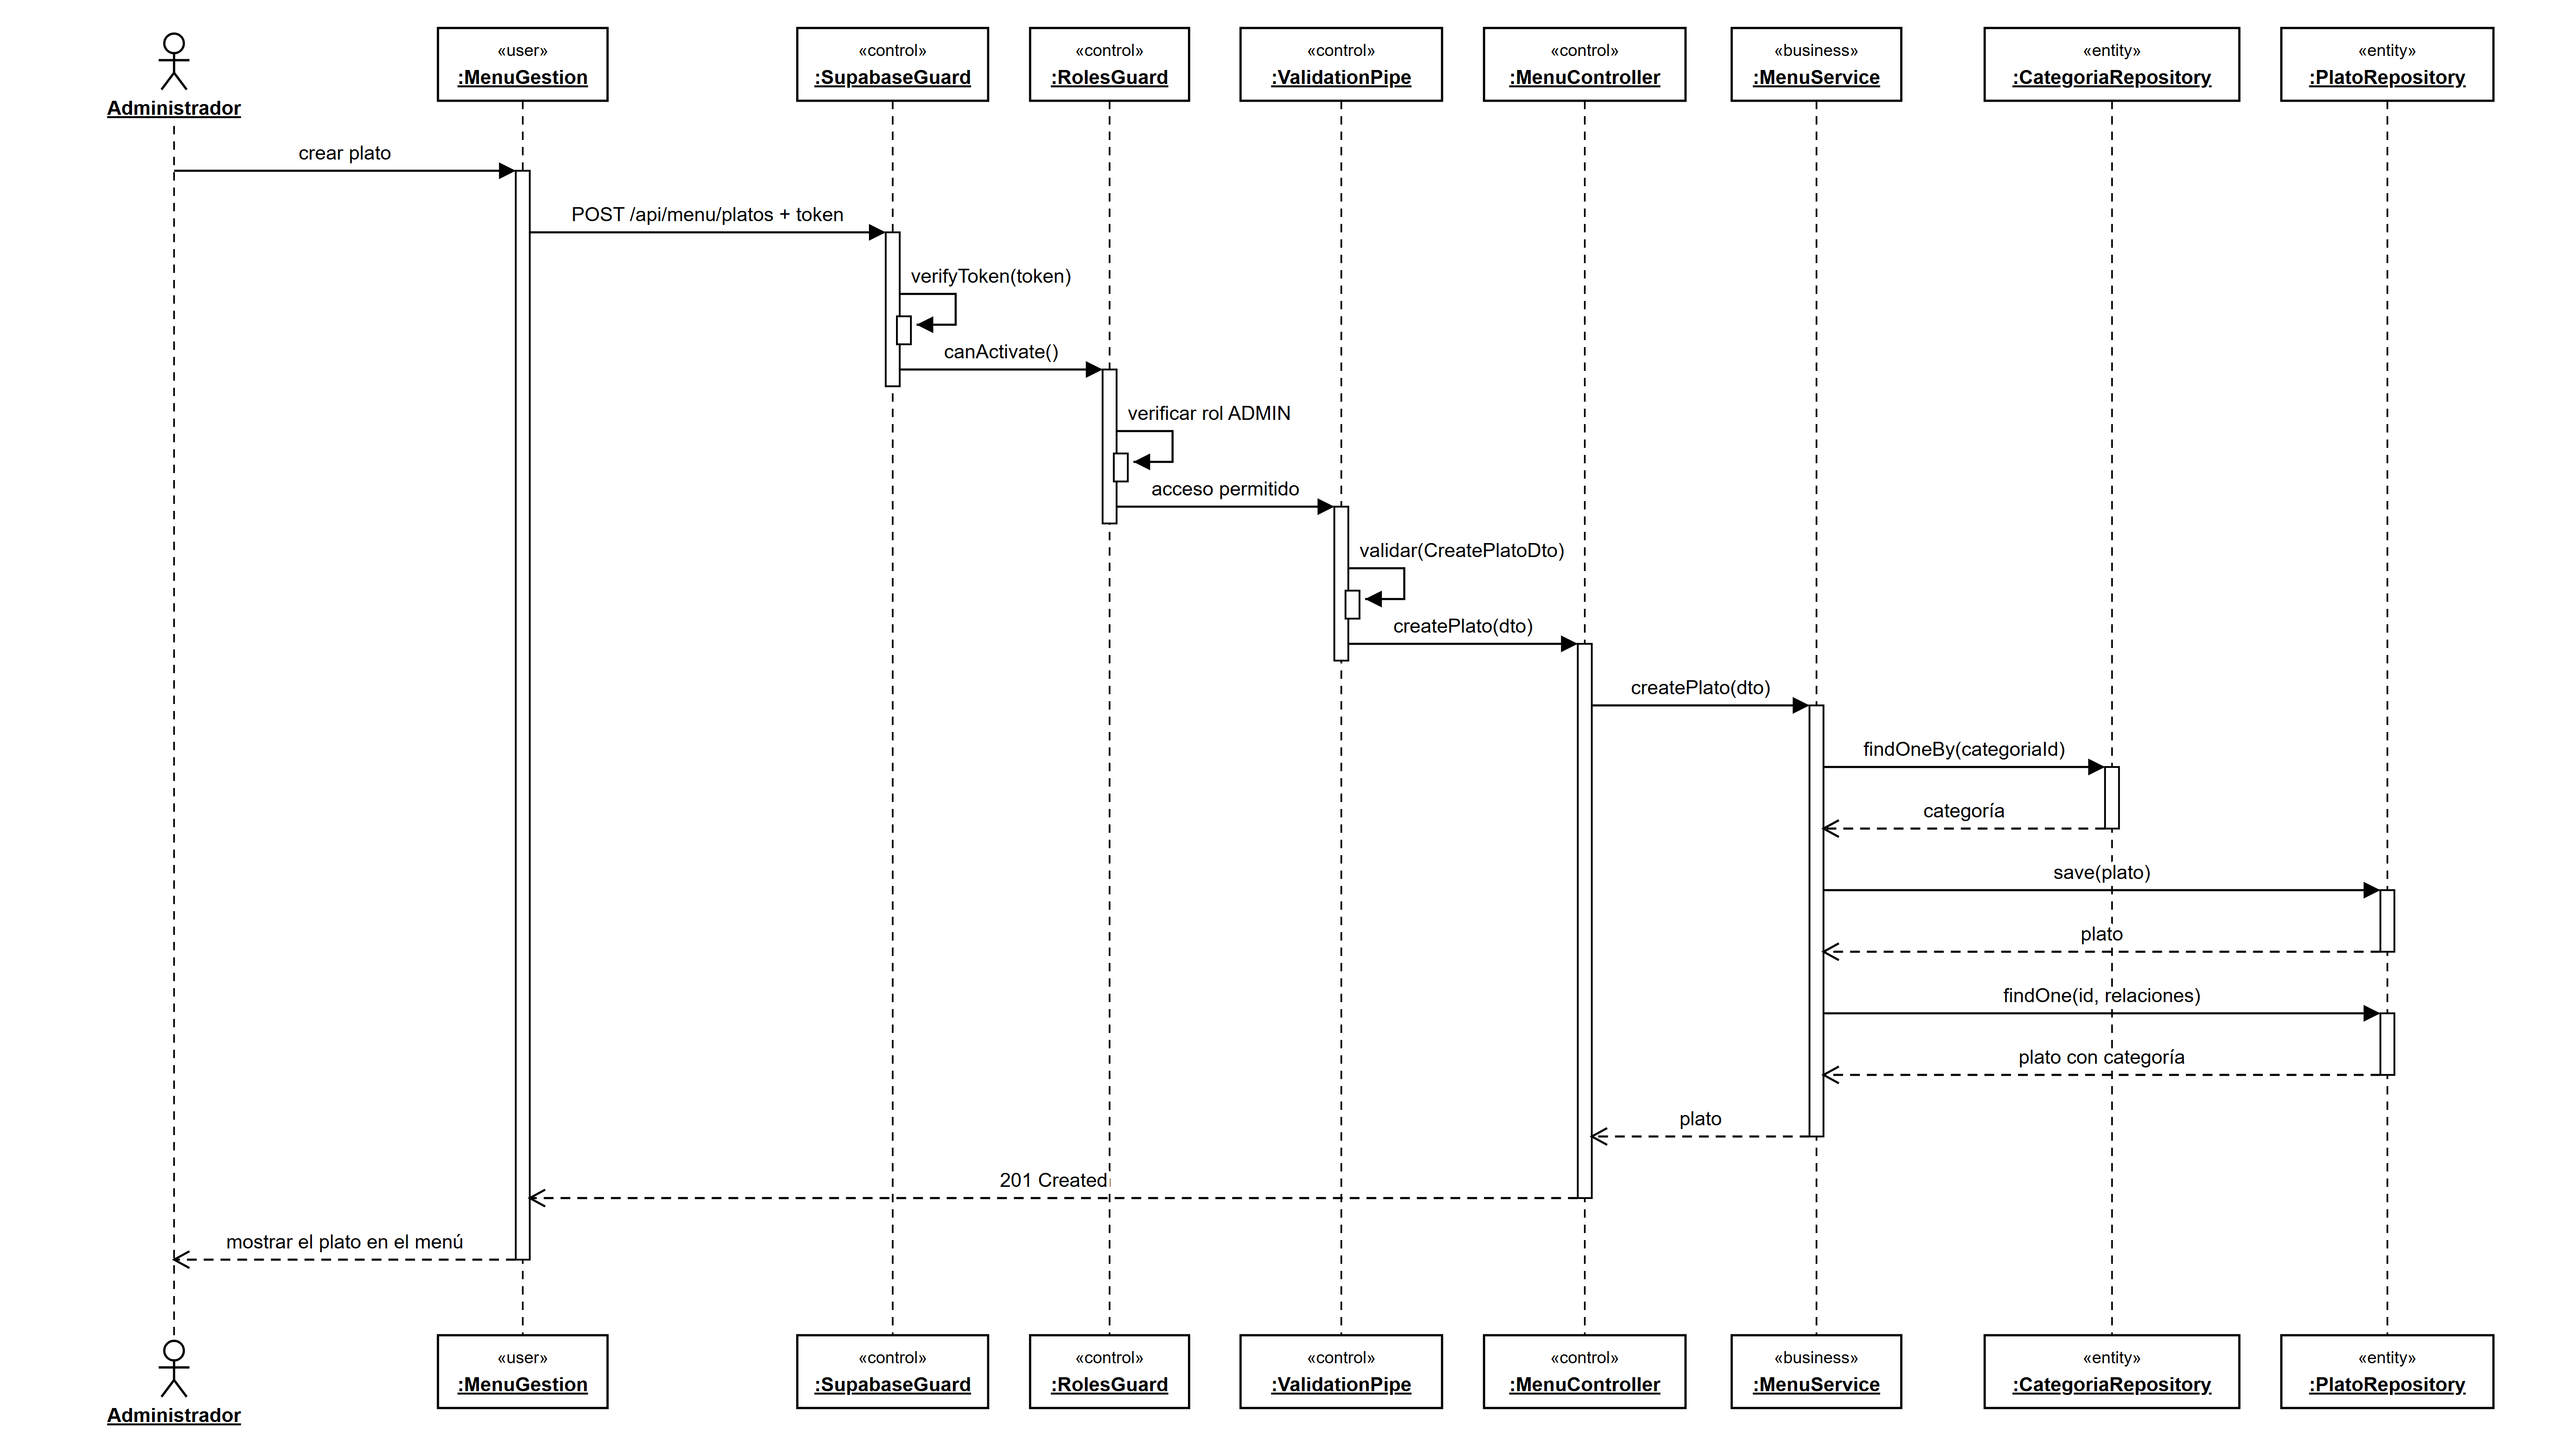 «user»
:MenuGestion
«control»
:SupabaseGuard
«control»
:RolesGuard
«control»
:ValidationPipe
«control»
:MenuController
«business»
:MenuService
«entity»
:CategoriaRepository
«entity»
:PlatoRepository
Administrador
crear plato
POST /api/menu/platos + token
verifyToken(token)
canActivate()
verificar rol ADMIN
acceso permitido
validar(CreatePlatoDto)
createPlato(dto)
createPlato(dto)
findOneBy(categoriaId)
categoría
save(plato)
plato
findOne(id, relaciones)
plato con categoría
plato
201 Created
mostrar el plato en el menú
«user»
:MenuGestion
«control»
:SupabaseGuard
«control»
:RolesGuard
«control»
:ValidationPipe
«control»
:MenuController
«business»
:MenuService
«entity»
:CategoriaRepository
«entity»
:PlatoRepository
Administrador